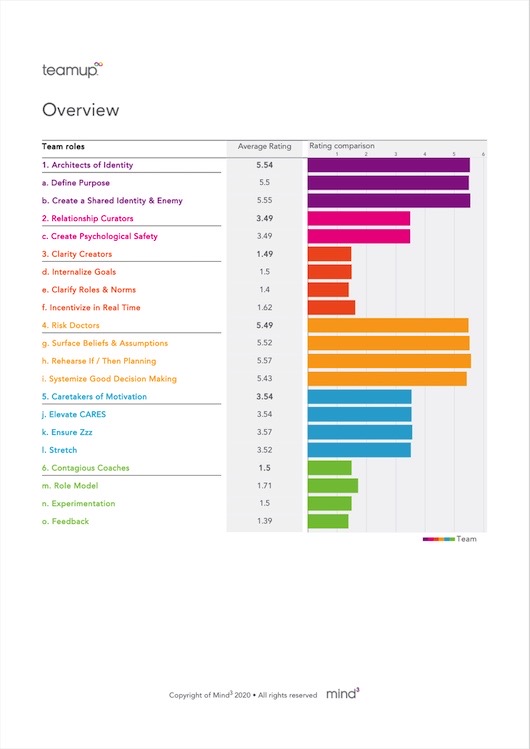 teamup.
Overview
Team roles Average Rating Rating comparison
1 2 3 4 5 6
1. Architects of Identity 5.54
a. Define Purpose 5.5
b. Create a Shared Identity & Enemy 5.55
2. Relationship Curators 3.49
c. Create Psychological Safety 3.49
3. Clarity Creators 1.49
d. Internalize Goals 1.5
e. Clarify Roles & Norms 1.4
f. Incentivize in Real Time 1.62
4. Risk Doctors 5.49
g. Surface Beliefs & Assumptions 5.52
h. Rehearse If / Then Planning 5.57
i. Systemize Good Decision Making 5.43
5. Caretakers of Motivation 3.54
j. Elevate CARES 3.54
k. Ensure Zzz 3.57
l. Stretch 3.52
6. Contagious Coaches 1.5
m. Role Model 1.71
n. Experimentation 1.5
o. Feedback 1.39
Team
Copyright of Mind³ 2020 • All rights reserved mind³